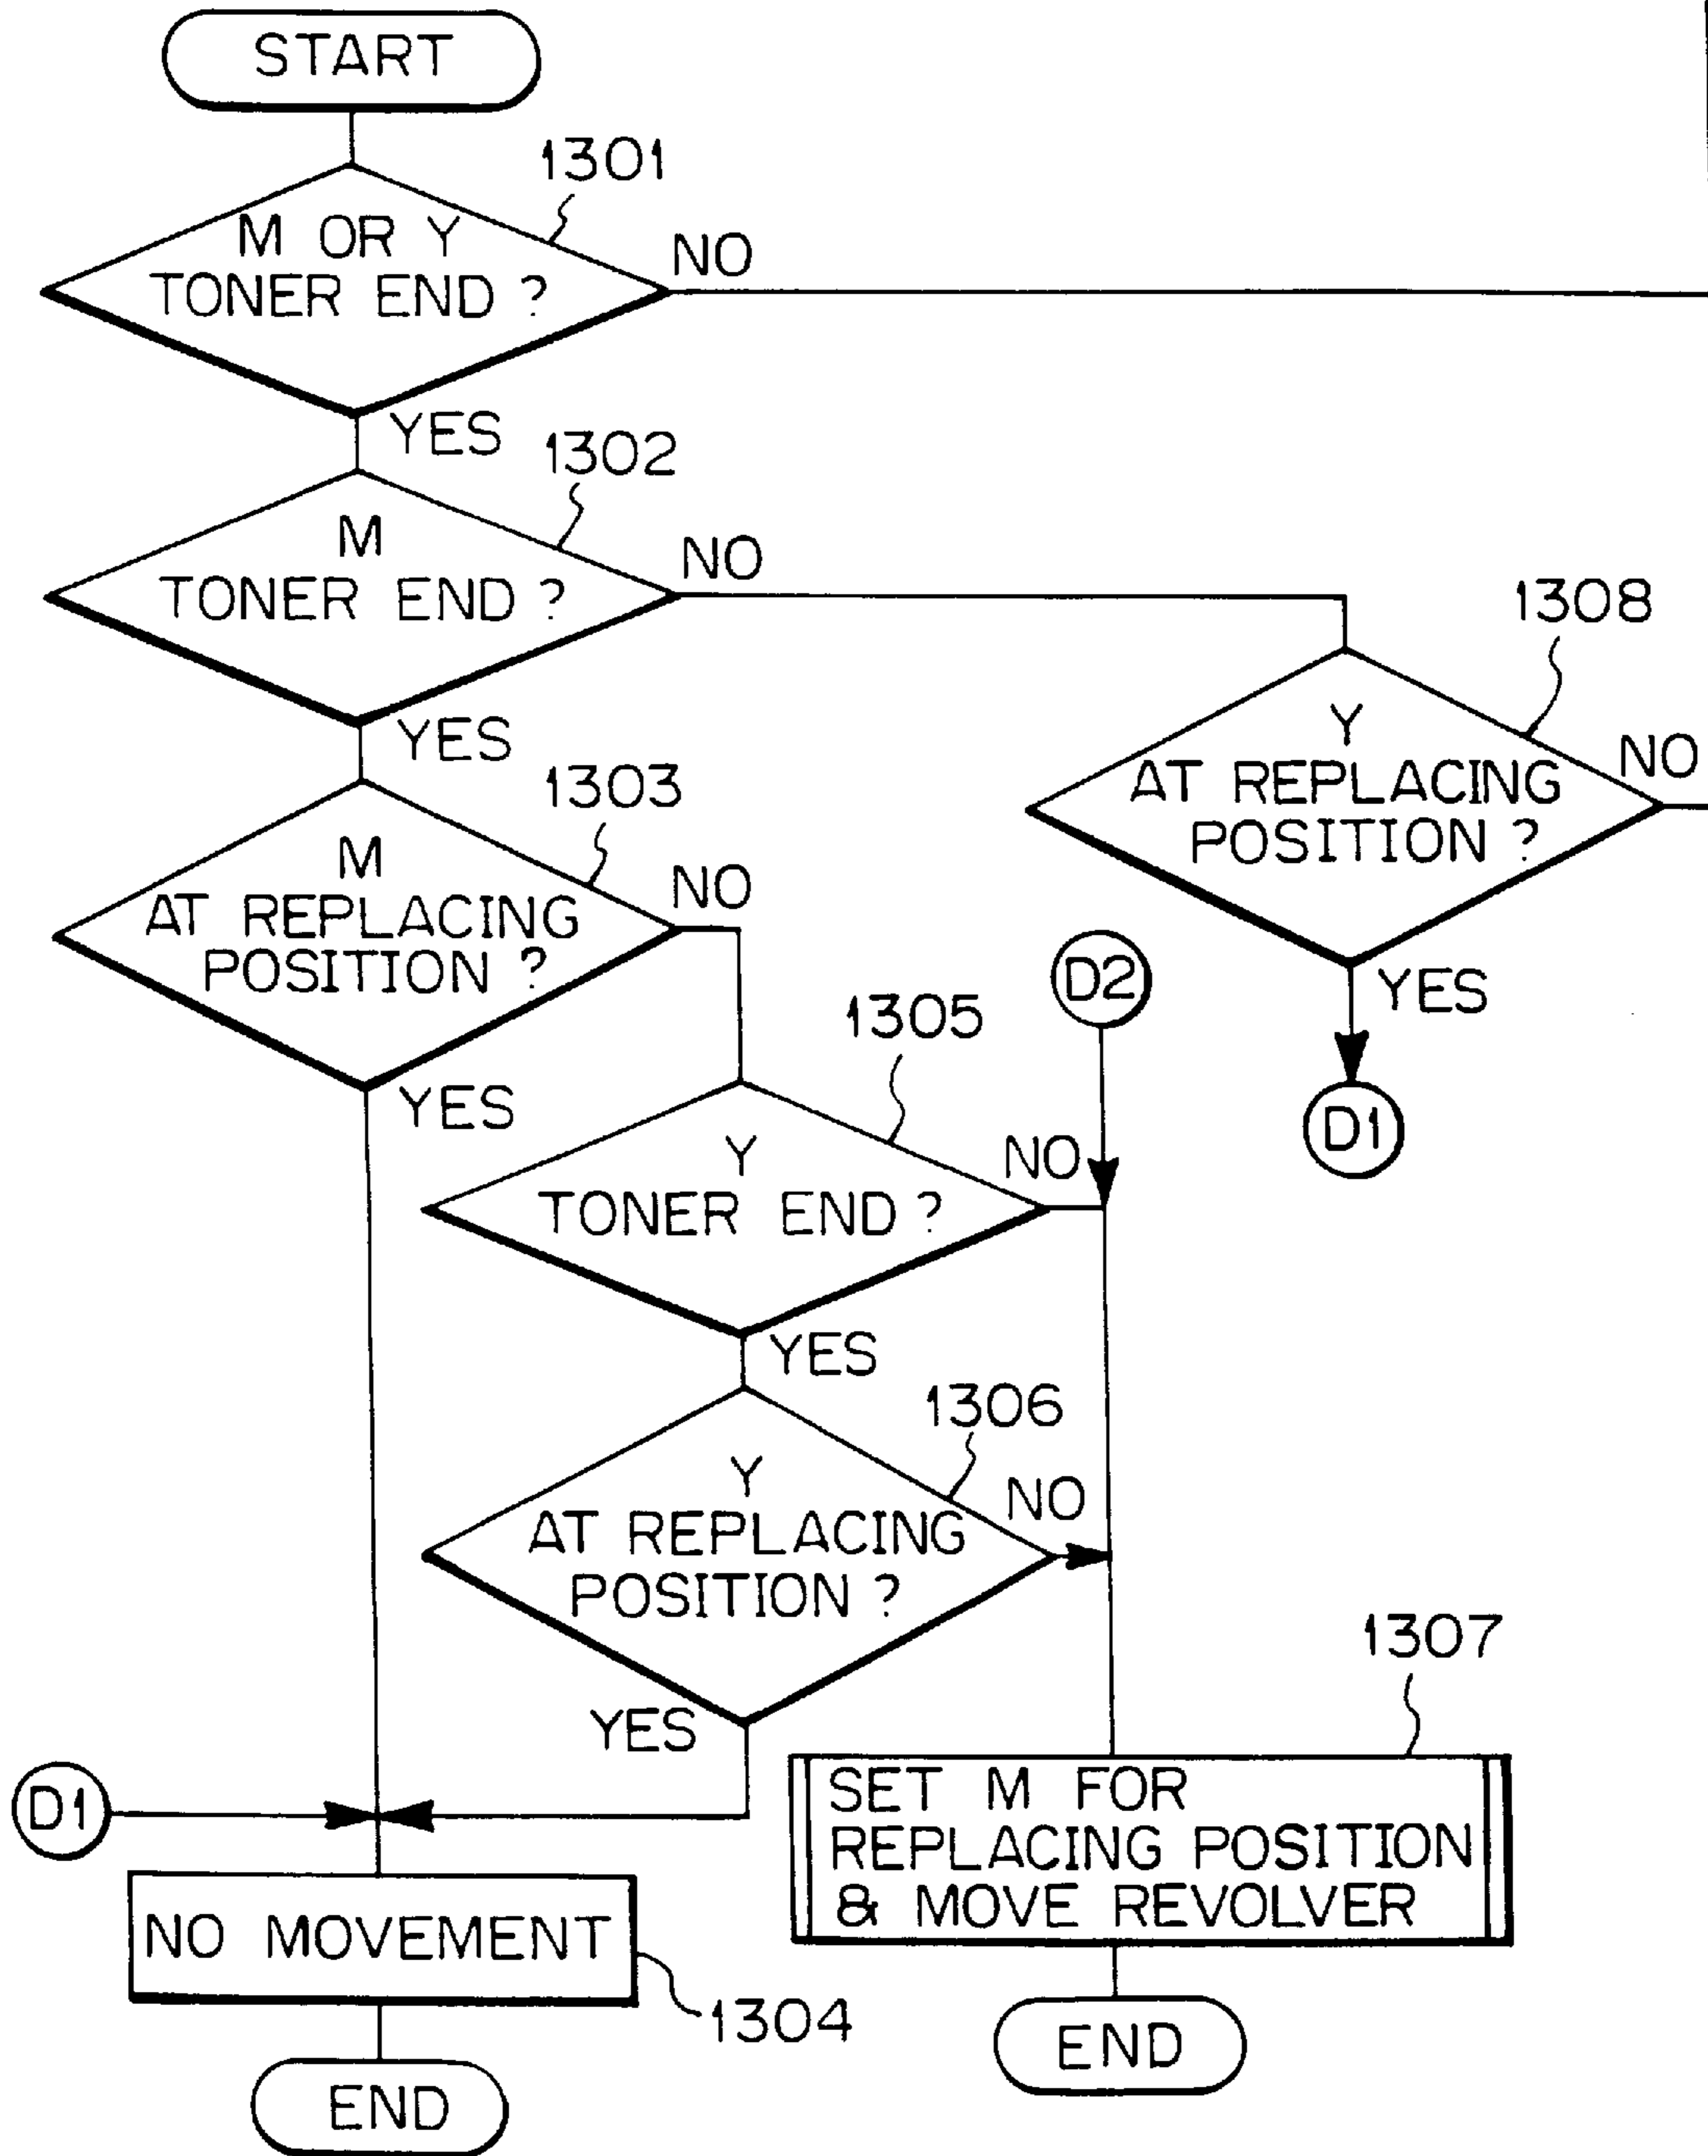 START
1301
M OR Y
TONER END ?
NO
YES
1302
M
TONER END ?
NO
YES
1308
Y
AT REPLACING
POSITION ?
NO
YES
D1
1303
M
AT REPLACING
POSITION ?
NO
YES
D2
1305
Y
TONER END ?
NO
YES
1306
Y
AT REPLACING
POSITION ?
NO
YES
1307
SET M FOR
REPLACING POSITION
& MOVE REVOLVER
END
D1
NO MOVEMENT
1304
END